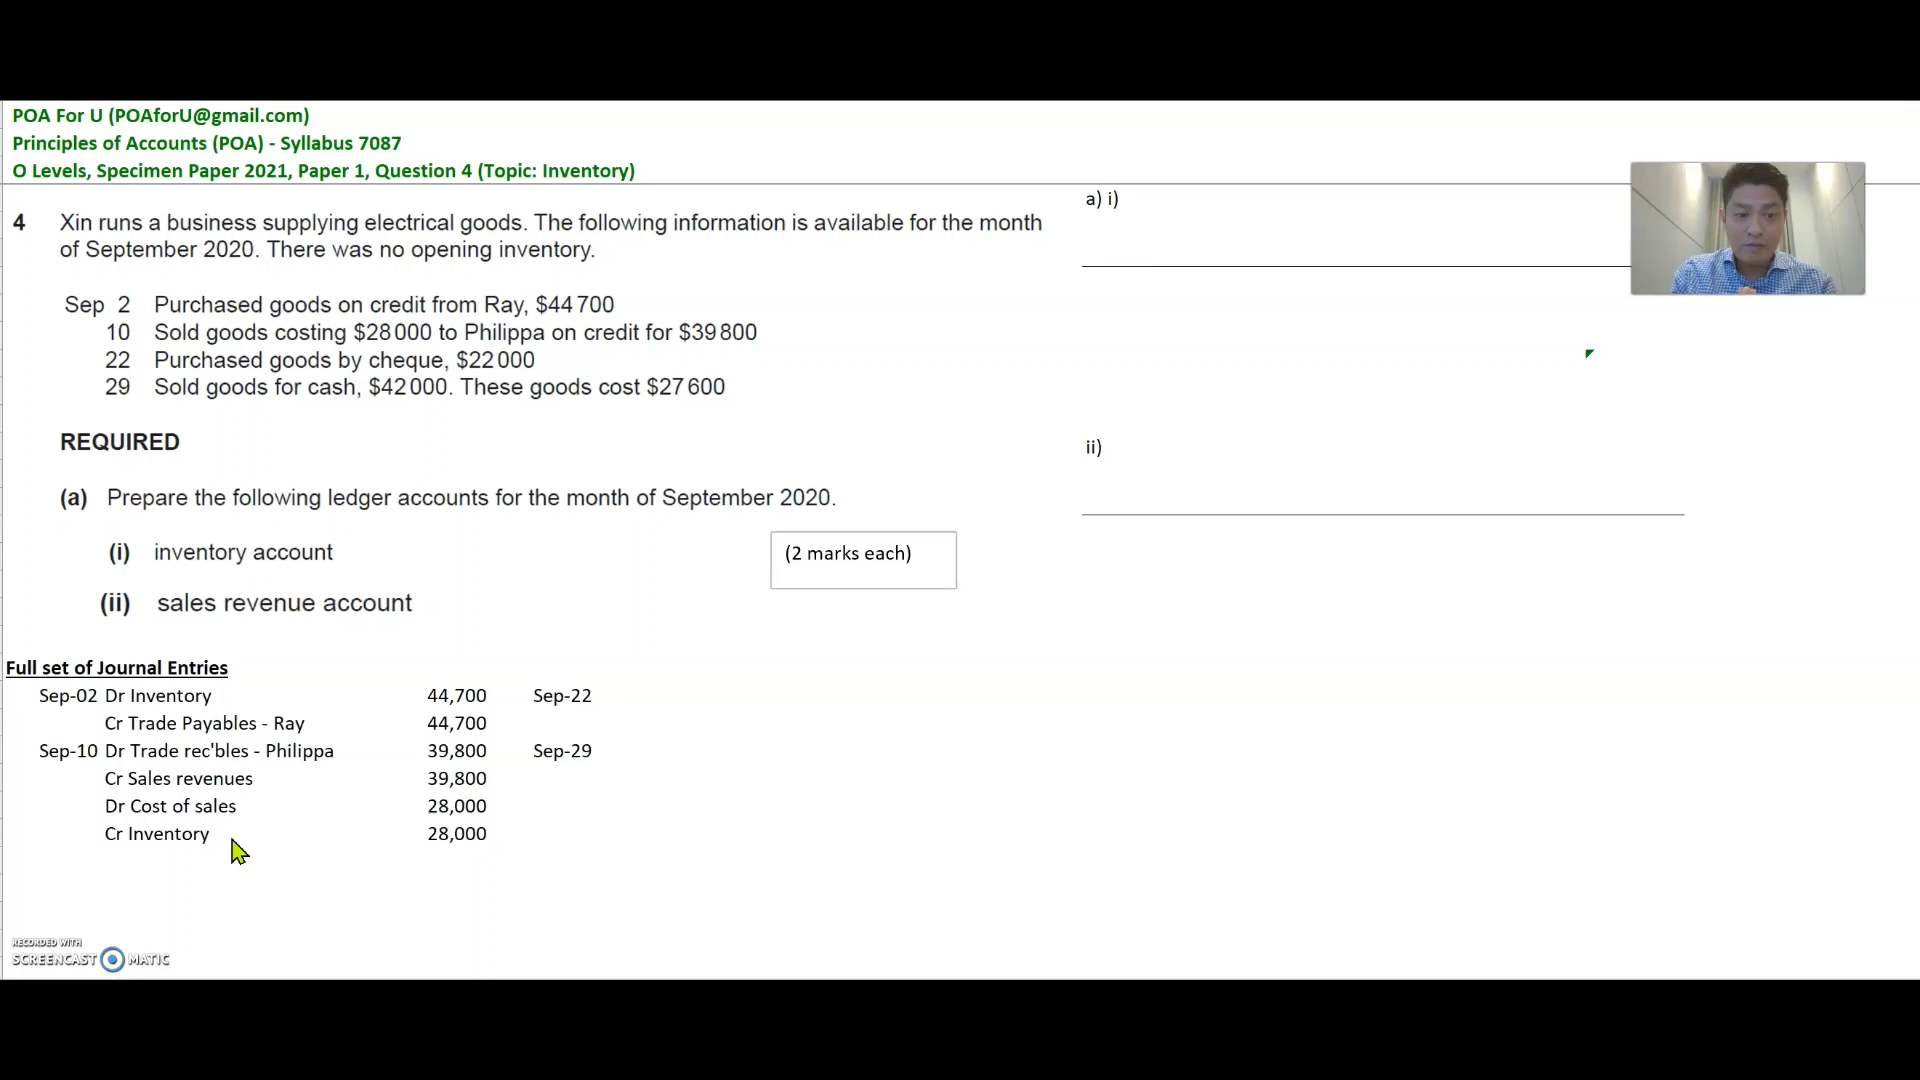 POA For U (POAforU@gmail.com)
Principles of Accounts (POA) - Syllabus 7087
O Levels, Specimen Paper 2021, Paper 1, Question 4 (Topic: Inventory)
4 Xin runs a business supplying electrical goods. The following information is available for the month
of September 2020. There was no opening inventory.
Sep 2 Purchased goods on credit from Ray, $44 700
10 Sold goods costing $28 000 to Philippa on credit for $39 800
22 Purchased goods by cheque, $22 000
29 Sold goods for cash, $42 000. These goods cost $27 600
REQUIRED
(a) Prepare the following ledger accounts for the month of September 2020.
(i) inventory account
(2 marks each)
(ii) sales revenue account
Full set of Journal Entries
Sep-02 Dr Inventory 44,700 Sep-22
Cr Trade Payables - Ray 44,700
Sep-10 Dr Trade rec'bles - Philippa 39,800 Sep-29
Cr Sales revenues 39,800
Dr Cost of sales 28,000
Cr Inventory 28,000
a) i)
ii)
RECORDED WITH
SCREENCAST MATIC